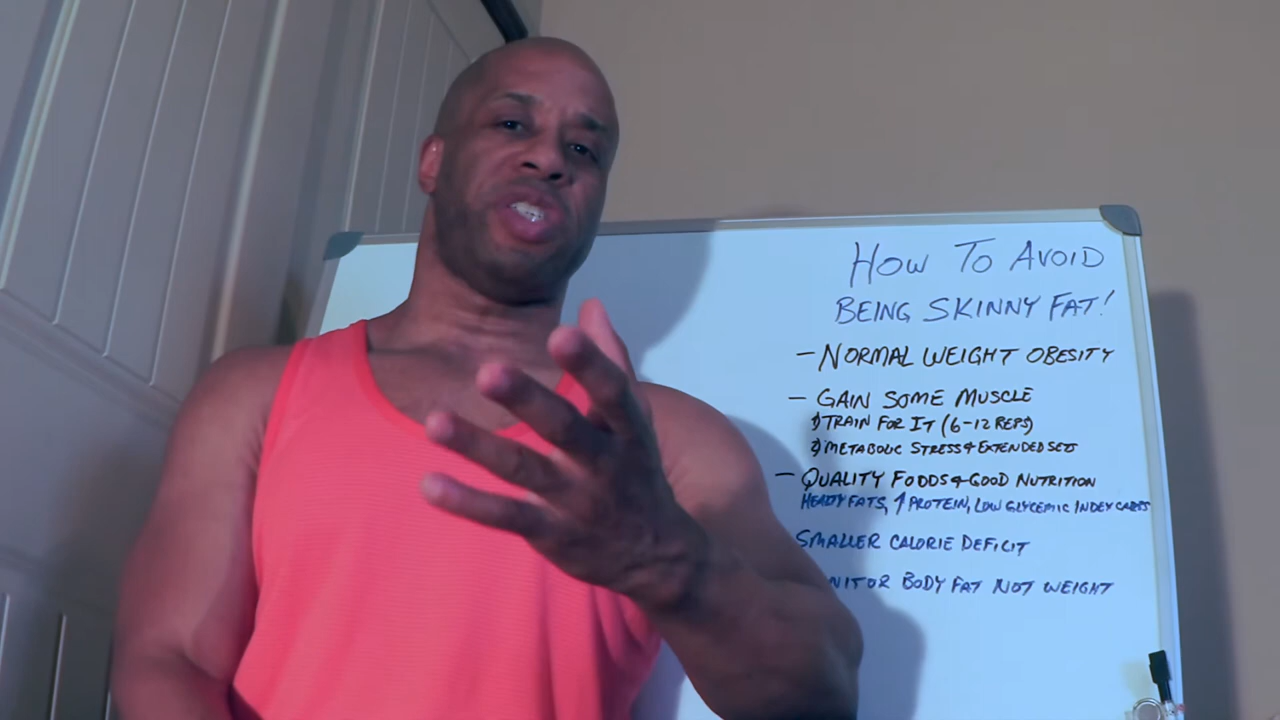 HOW TO AVOID
BEING SKINNY FAT!
- NORMAL WEIGHT OBESITY
- GAIN SOME MUSCLE
1) TRAIN FOR IT (6-12 REPS)
2) METABOLIC STRESS & EXTENDED SETS
- QUALITY FOODS & GOOD NUTRITION
FATS, ↑ PROTEIN, LOW GLYCEMIC INDEX CARBS
SMALLER CALORIE DEFICIT
BODY FAT NOT WEIGHT